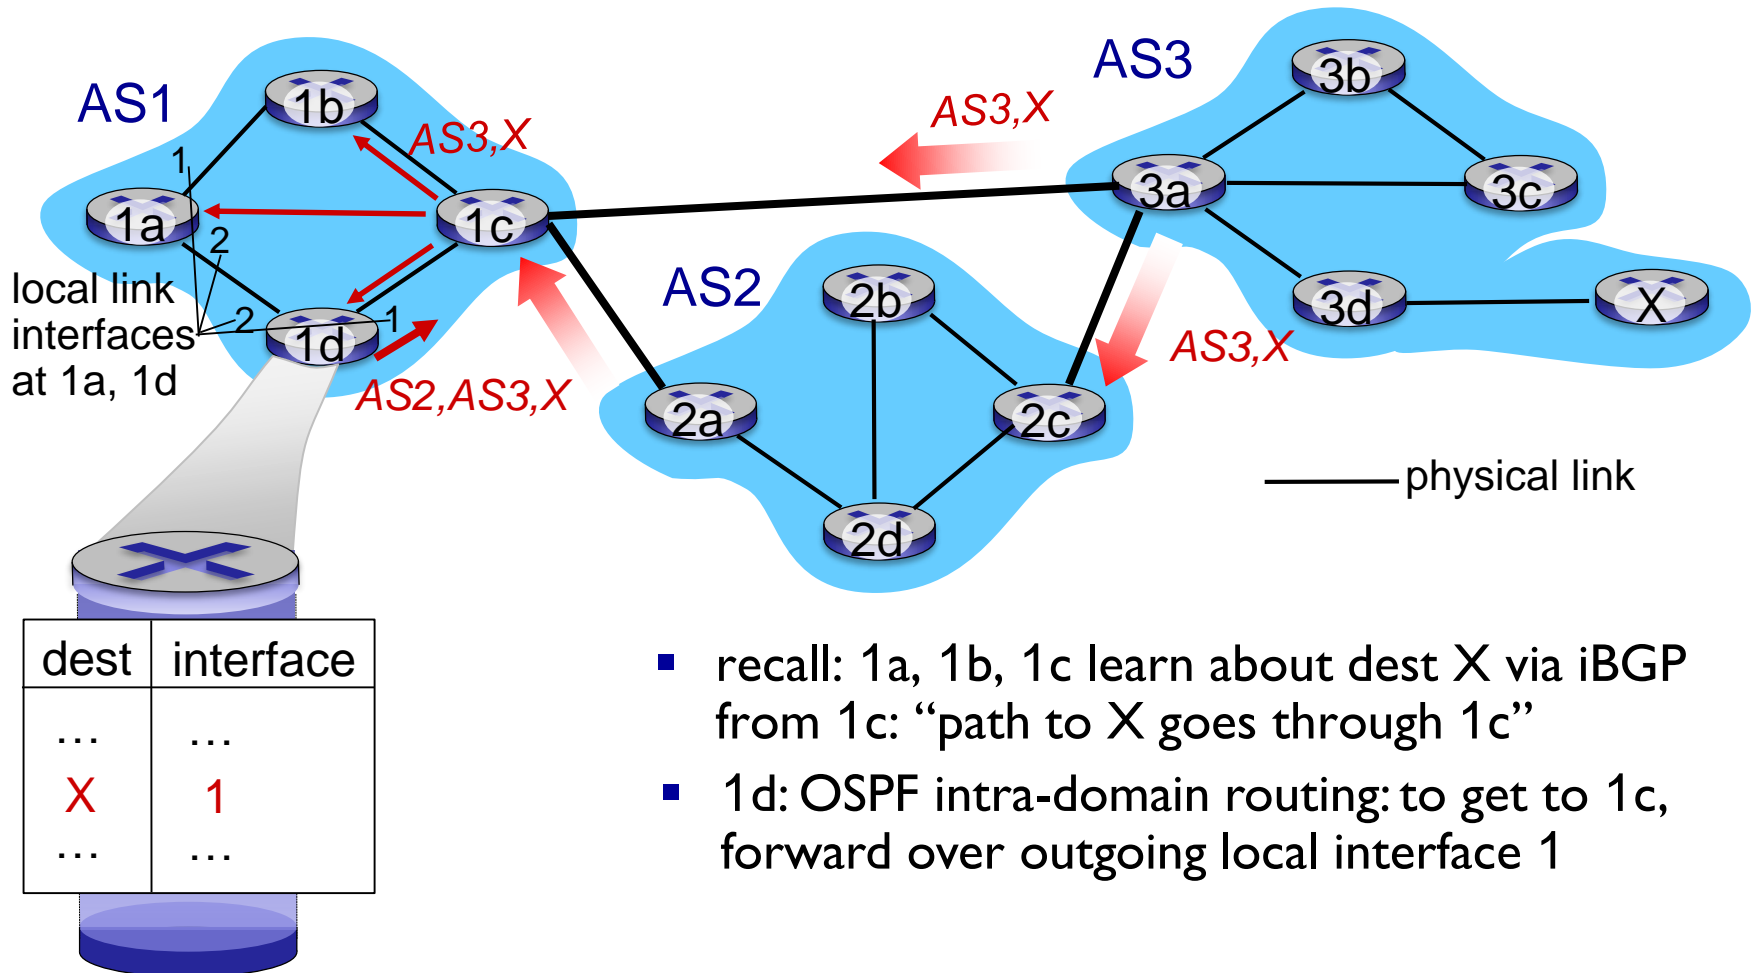 AS1
1b
AS3,X
1
1a
1c
2
local link
interfaces
at 1a, 1d
2
1
1d
AS2,AS3,X
AS3,X
AS3
3b
3a
3c
3d
X
AS3,X
AS2
2b
2a
2c
2d
physical link
dest interface
... ...
X 1
... ...
▪ recall: 1a, 1b, 1c learn about dest X via iBGP
from 1c: “path to X goes through 1c”
▪ 1d: OSPF intra-domain routing: to get to 1c,
forward over outgoing local interface 1